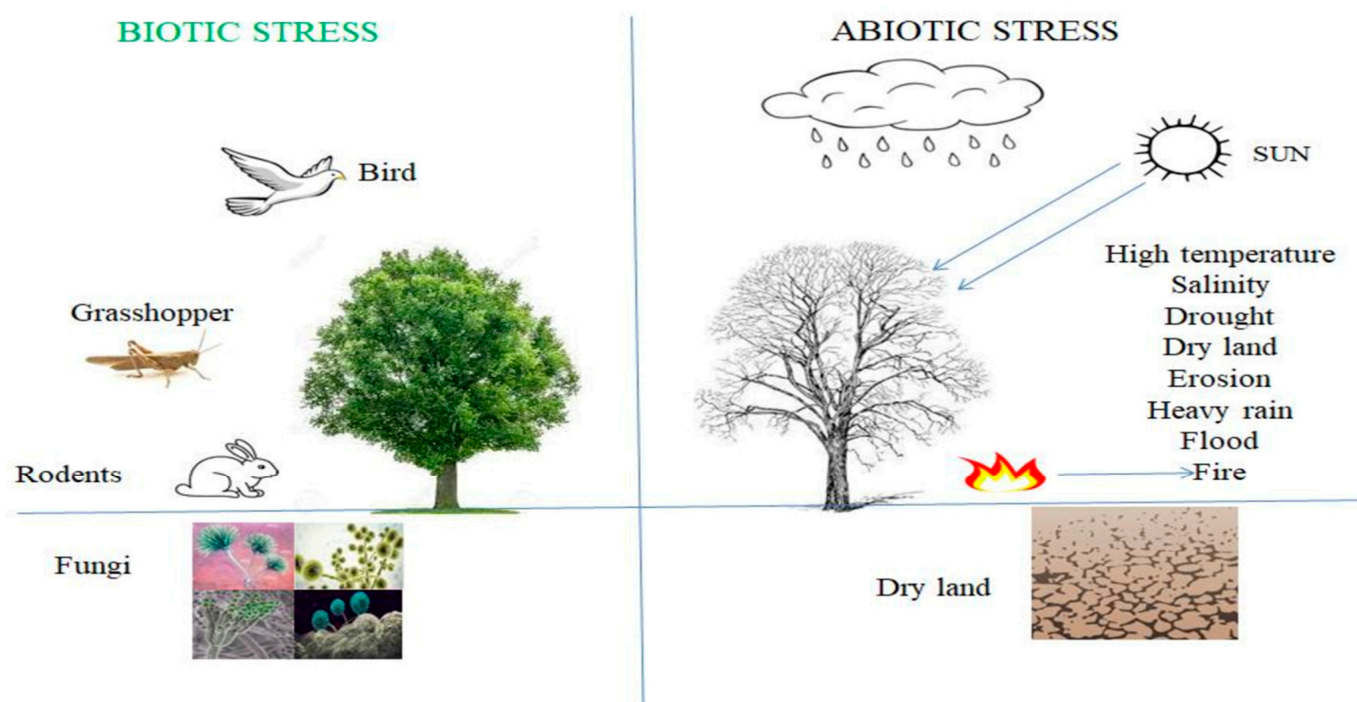 BIOTIC STRESS
Bird
Grasshopper
Rodents
Fungi
ABIOTIC STRESS
SUN
High temperature
Salinity
Drought
Dry land
Erosion
Heavy rain
Flood
Fire
Dry land